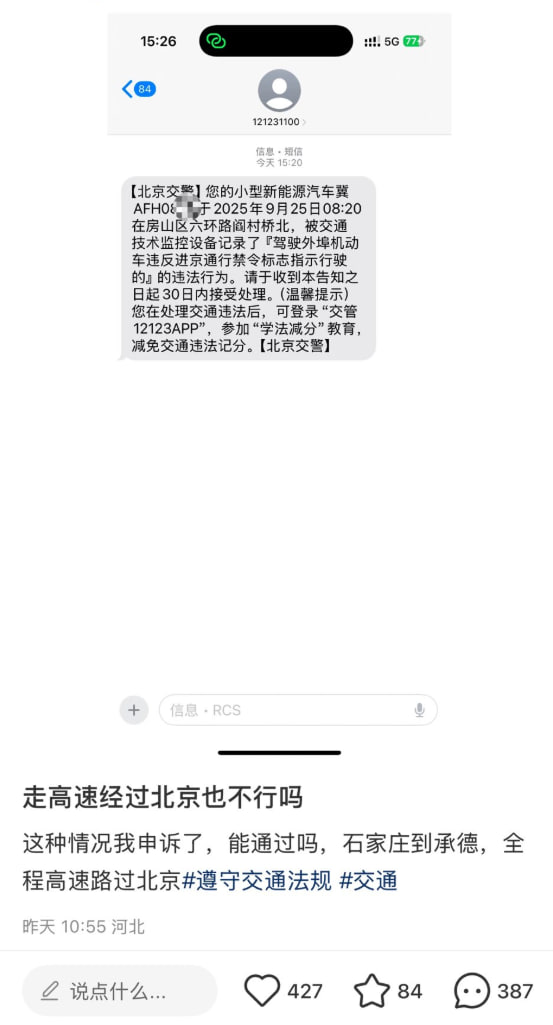 15:26
5G 77
84
121231100
信息·短信
今天 15:20
【北京交警】您的小型新能源汽车冀
AFH08 于2025年9月25日08:20
在房山区六环路阎村桥北，被交通
技术监控设备记录了『驾驶外埠机动
车违反进京通行禁令标志指示行驶
的』的违法行为。请于收到本告知之
日起30日内接受处理。（温馨提示）
您在处理交通违法后，可登录“交管
12123APP”，参加“学法减分”教育，
减免交通违法记分。【北京交警】
信息·RCS
走高速经过北京也不行吗
这种情况我申诉了，能通过吗，石家庄到承德，全
程高速路过北京#遵守交通法规 #交通
昨天 10:55 河北
说点什么...
427
84
387